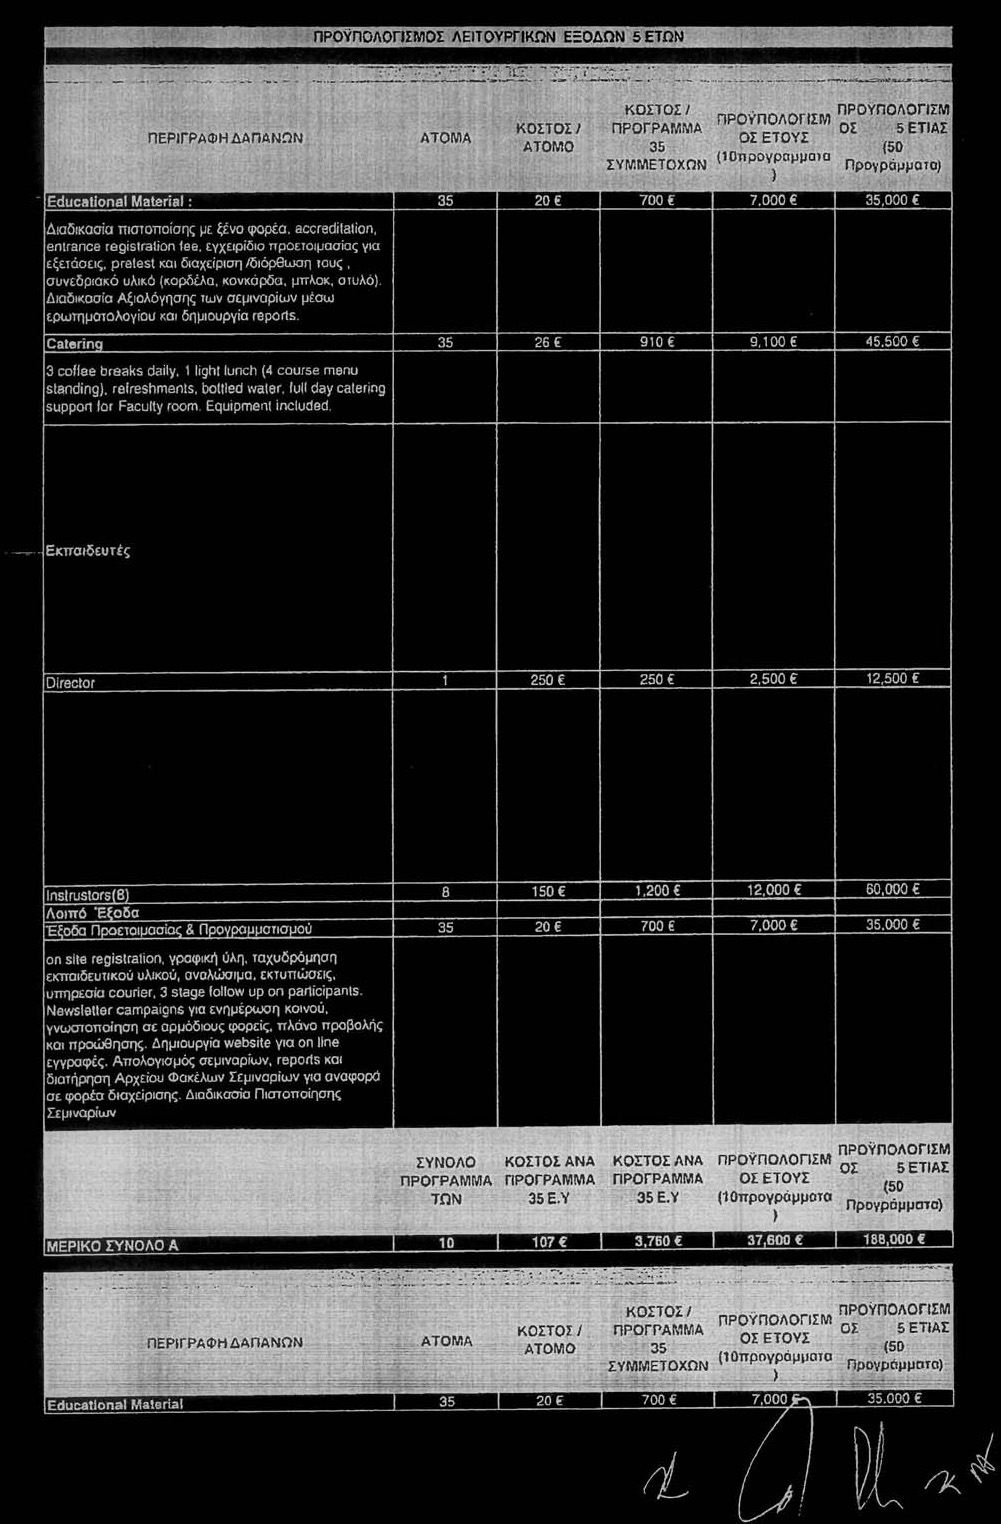 ΠΡΟΫΠΟΛΟΓΙΣΜΟΣ ΛΕΙΤΟΥΡΓΙΚΩΝ ΕΞΟΔΩΝ 5 ΕΤΩΝ
ΠΕΡΙΓΡΑΦΗ ΔΑΠΑΝΩΝ ΑΤΟΜΑ ΚΟΣΤΟΣ / ΑΤΟΜΟ ΚΟΣΤΟΣ / ΠΡΟΓΡΑΜΜΑ 35 ΣΥΜΜΕΤΟΧΩΝ ΠΡΟΫΠΟΛΟΓΙΣΜΟΣ ΕΤΟΥΣ (10προγραμματα) ΠΡΟΥΠΟΛΟΓΙΣΜΟΣ 5 ΕΤΙΑΣ (50 Προγράμματα)
Educational Material : 35 20 € 700 € 7,000 € 35,000 €
Διαδικασία πιστοποίσης με ξένο φορέα, accreditation,
entrance registration fee, εγχειρίδιο προετοιμασίας για
εξετάσεις, pretest και διαχείριση /διόρθωση τους ,
συνεδριακό υλικό (κορδέλα, κονκάρδα, μπλοκ, στυλό).
Διαδικασία Αξιολόγησης των σεμιναρίων μέσω
ερωτηματολογίου και δημιουργία reports.
Catering 35 26 € 910 € 9,100 € 45,500 €
3 coffee breaks daily, 1 light lunch (4 course menu
standing), refreshments, bottled water, full day catering
support for Faculty room. Equipment included.
Εκπαιδευτές
Director 1 250 € 250 € 2,500 € 12,500 €
Instrustors(8) 8 150 € 1,200 € 12,000 € 60,000 €
Λοιπά Έξοδα
Έξοδα Προετοιμασίας & Προγραμματισμού 35 20 € 700 € 7,000 € 35,000 €
on site registration, γραφική ύλη, ταχυδρόμηση
εκπαιδευτικού υλικού, αναλώσιμα, εκτυπώσεις,
υπηρεσία courier, 3 stage follow up on participants.
Newsletter campaigns για ενημέρωση κοινού,
γνωστοποίηση σε αρμόδιους φορείς, πλάνο προβολής
και προώθησης. Δημιουργία website για on line
εγγραφές. Απολογισμός σεμιναρίων, reports και
διατήρηση Αρχείου Φακέλων Σεμιναρίων για αναφορά
σε φορέα διαχείρισης. Διαδικασία Πιστοποίησης
Σεμιναρίων
ΣΥΝΟΛΟ ΠΡΟΓΡΑΜΜΑΤΩΝ ΚΟΣΤΟΣ ΑΝΑ ΠΡΟΓΡΑΜΜΑ 35 Ε.Υ ΚΟΣΤΟΣ ΑΝΑ ΠΡΟΓΡΑΜΜΑ 35 Ε.Υ ΠΡΟΫΠΟΛΟΓΙΣΜΟΣ ΕΤΟΥΣ (10προγράμματα) ΠΡΟΫΠΟΛΟΓΙΣΜΟΣ 5 ΕΤΙΑΣ (50 Προγράμματα)
ΜΕΡΙΚΟ ΣΥΝΟΛΟ Α 10 107 € 3,760 € 37,600 € 188,000 €
ΠΕΡΙΓΡΑΦΗ ΔΑΠΑΝΩΝ ΑΤΟΜΑ ΚΟΣΤΟΣ / ΑΤΟΜΟ ΚΟΣΤΟΣ / ΠΡΟΓΡΑΜΜΑ 35 ΣΥΜΜΕΤΟΧΩΝ ΠΡΟΫΠΟΛΟΓΙΣΜΟΣ ΕΤΟΥΣ (10προγράμματα) ΠΡΟΫΠΟΛΟΓΙΣΜΟΣ 5 ΕΤΙΑΣ (50 Προγράμματα)
Educational Material 35 20 € 700 € 7,000 € 35.000 €